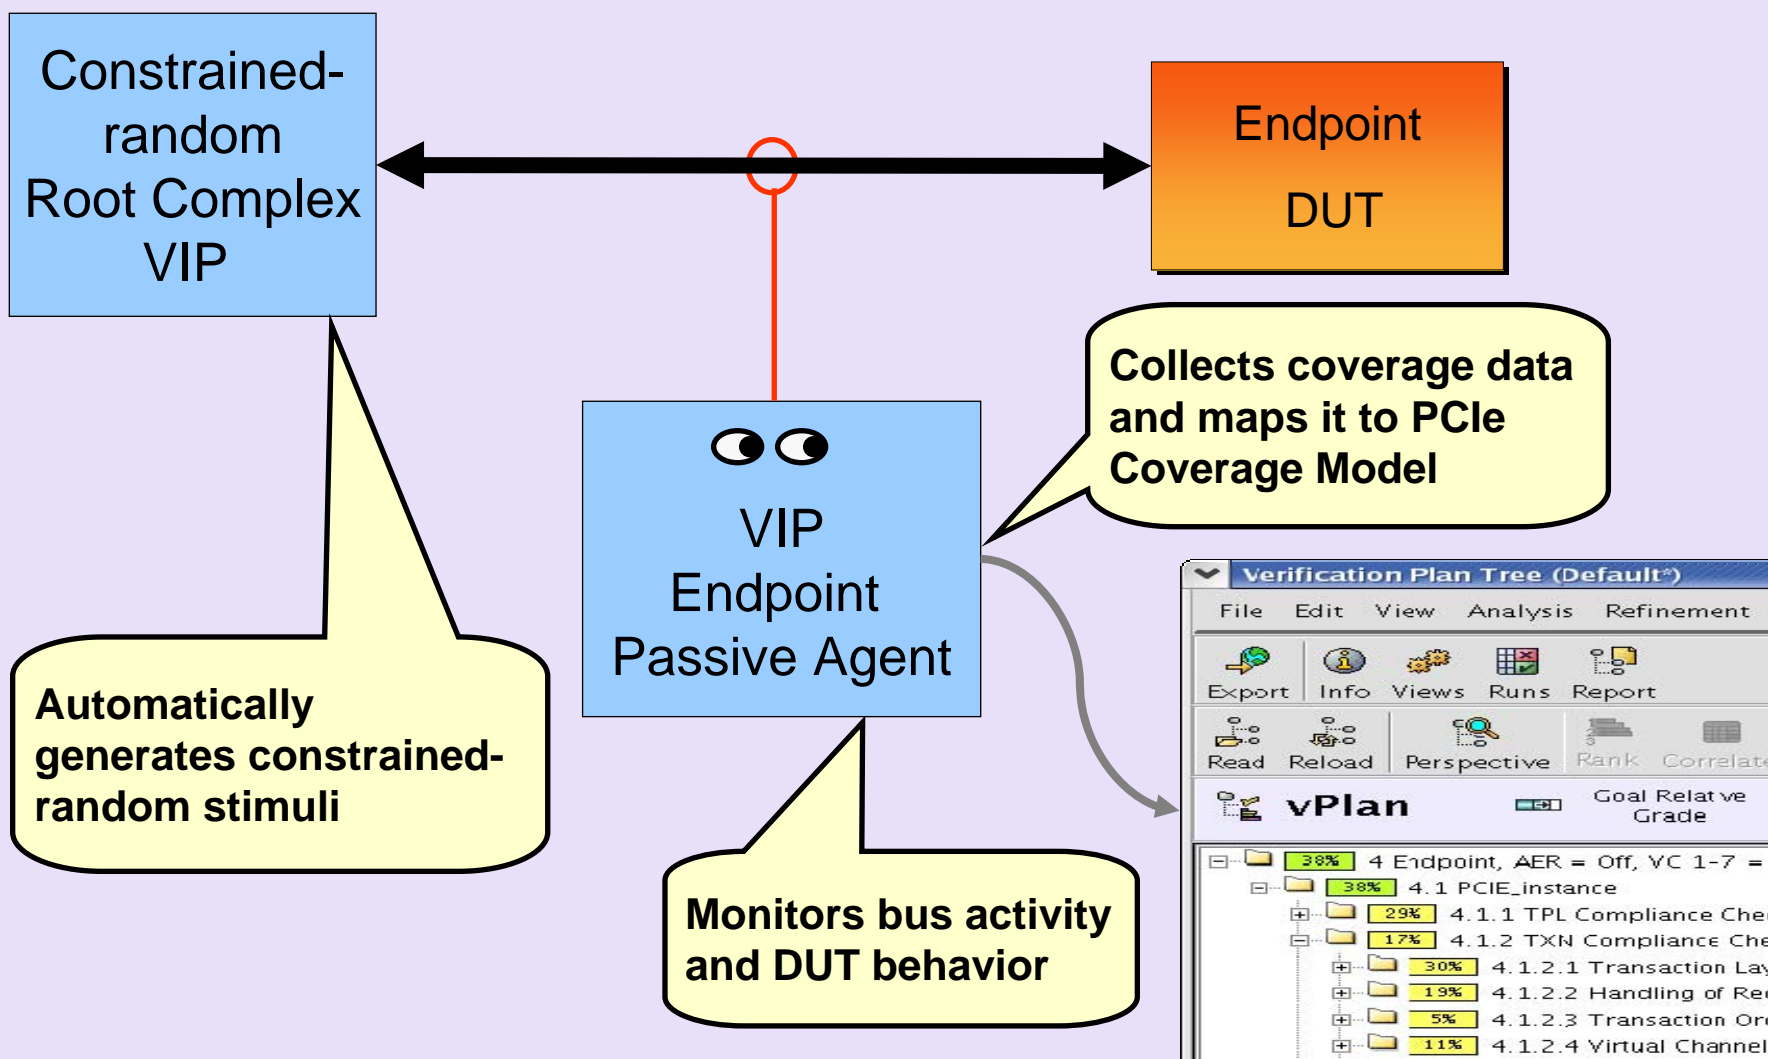 Constrained-
random
Root Complex
VIP
Endpoint
DUT
Collects coverage data
and maps it to PCIe
Coverage Model
VIP
Endpoint
Passive Agent
Automatically
generates constrained-
random stimuli
Monitors bus activity
and DUT behavior
Verification Plan Tree (Default*)
File Edit View Analysis Refinement
Export Info Views Runs Report
Read Reload Perspective Rank Correlate
vPlan Goal Relative
Grade
38% 4 Endpoint, AER = Off, VC 1-7 =
38% 4.1 PCIE_instance
29% 4.1.1 TPL Compliance
17% 4.1.2 TXN Compliance
30% 4.1.2.1 Transaction
19% 4.1.2.2 Handling of
5% 4.1.2.3 Transaction
11% 4.1.2.4 Virtual Channel